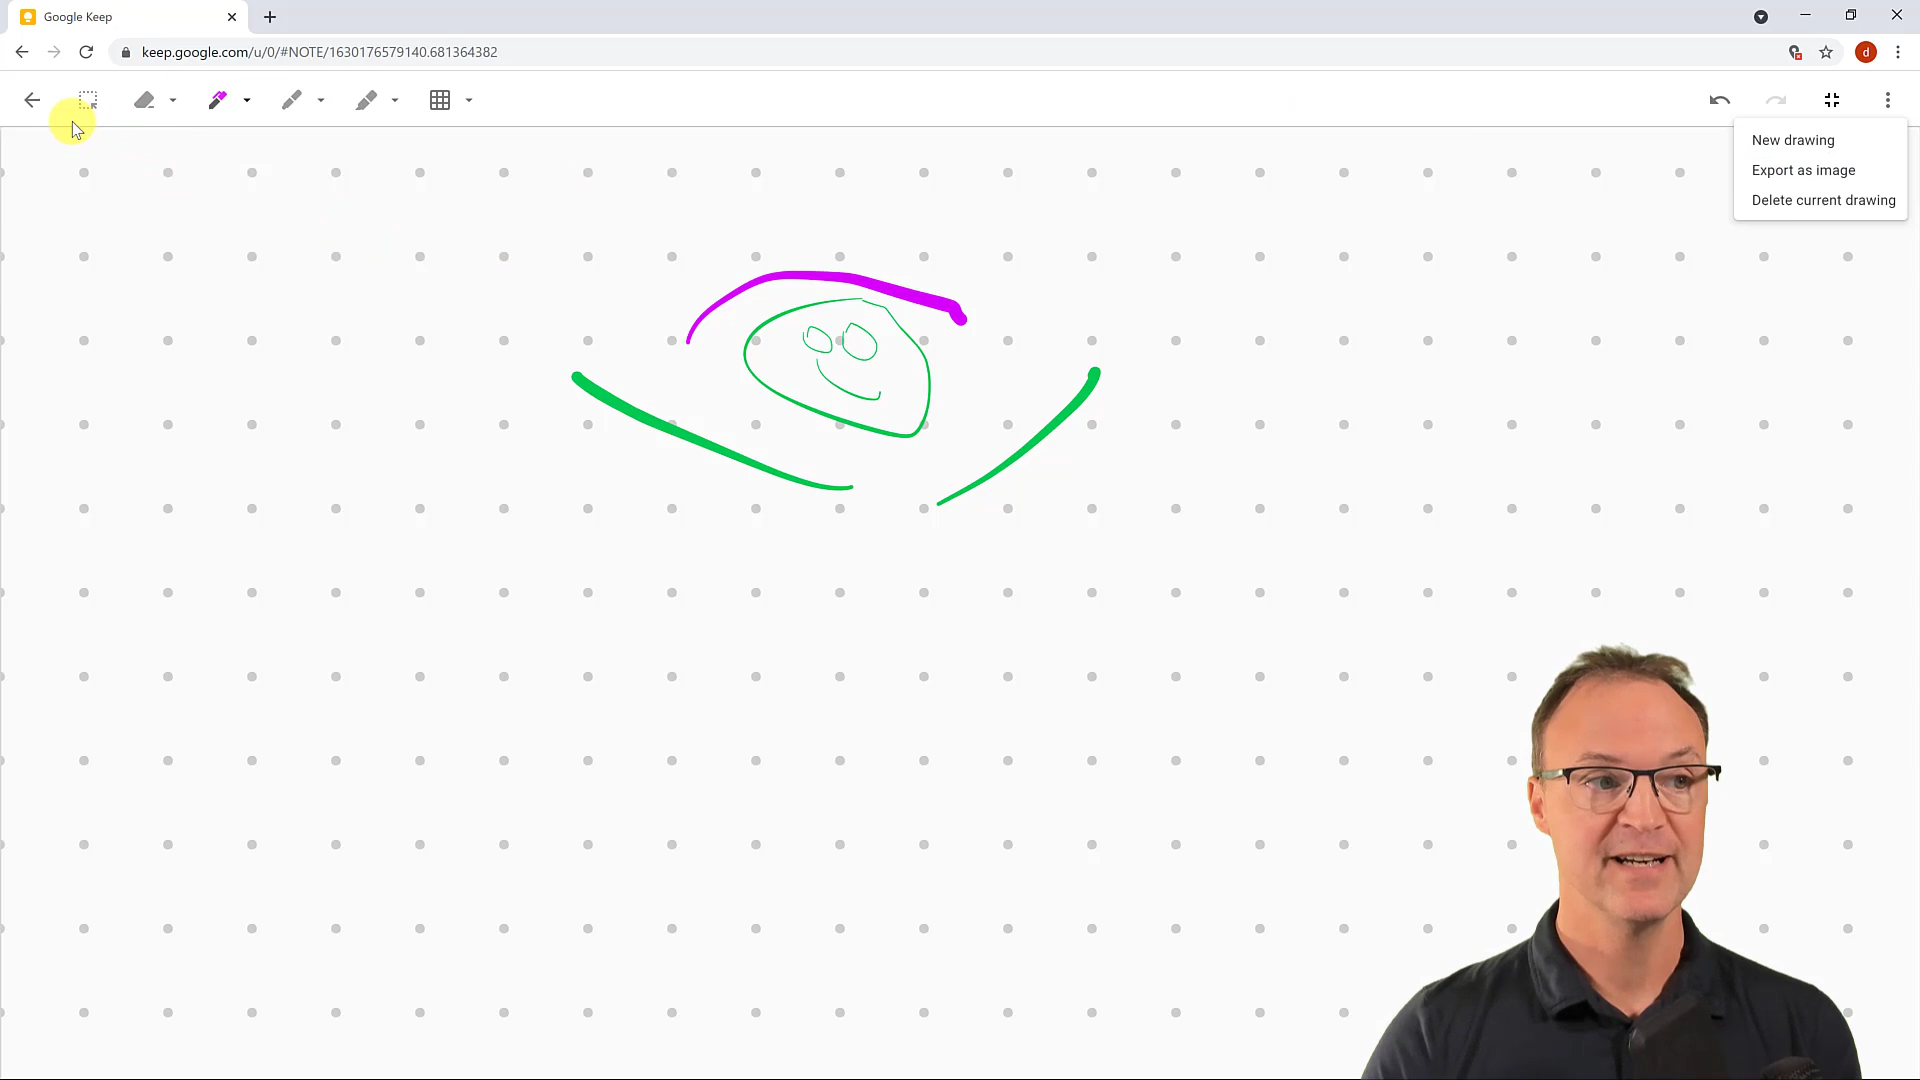 Google Keep
keep.google.com/u/0/#NOTE/1630176579140.681364382
d
New drawing
Export as image
Delete current drawing